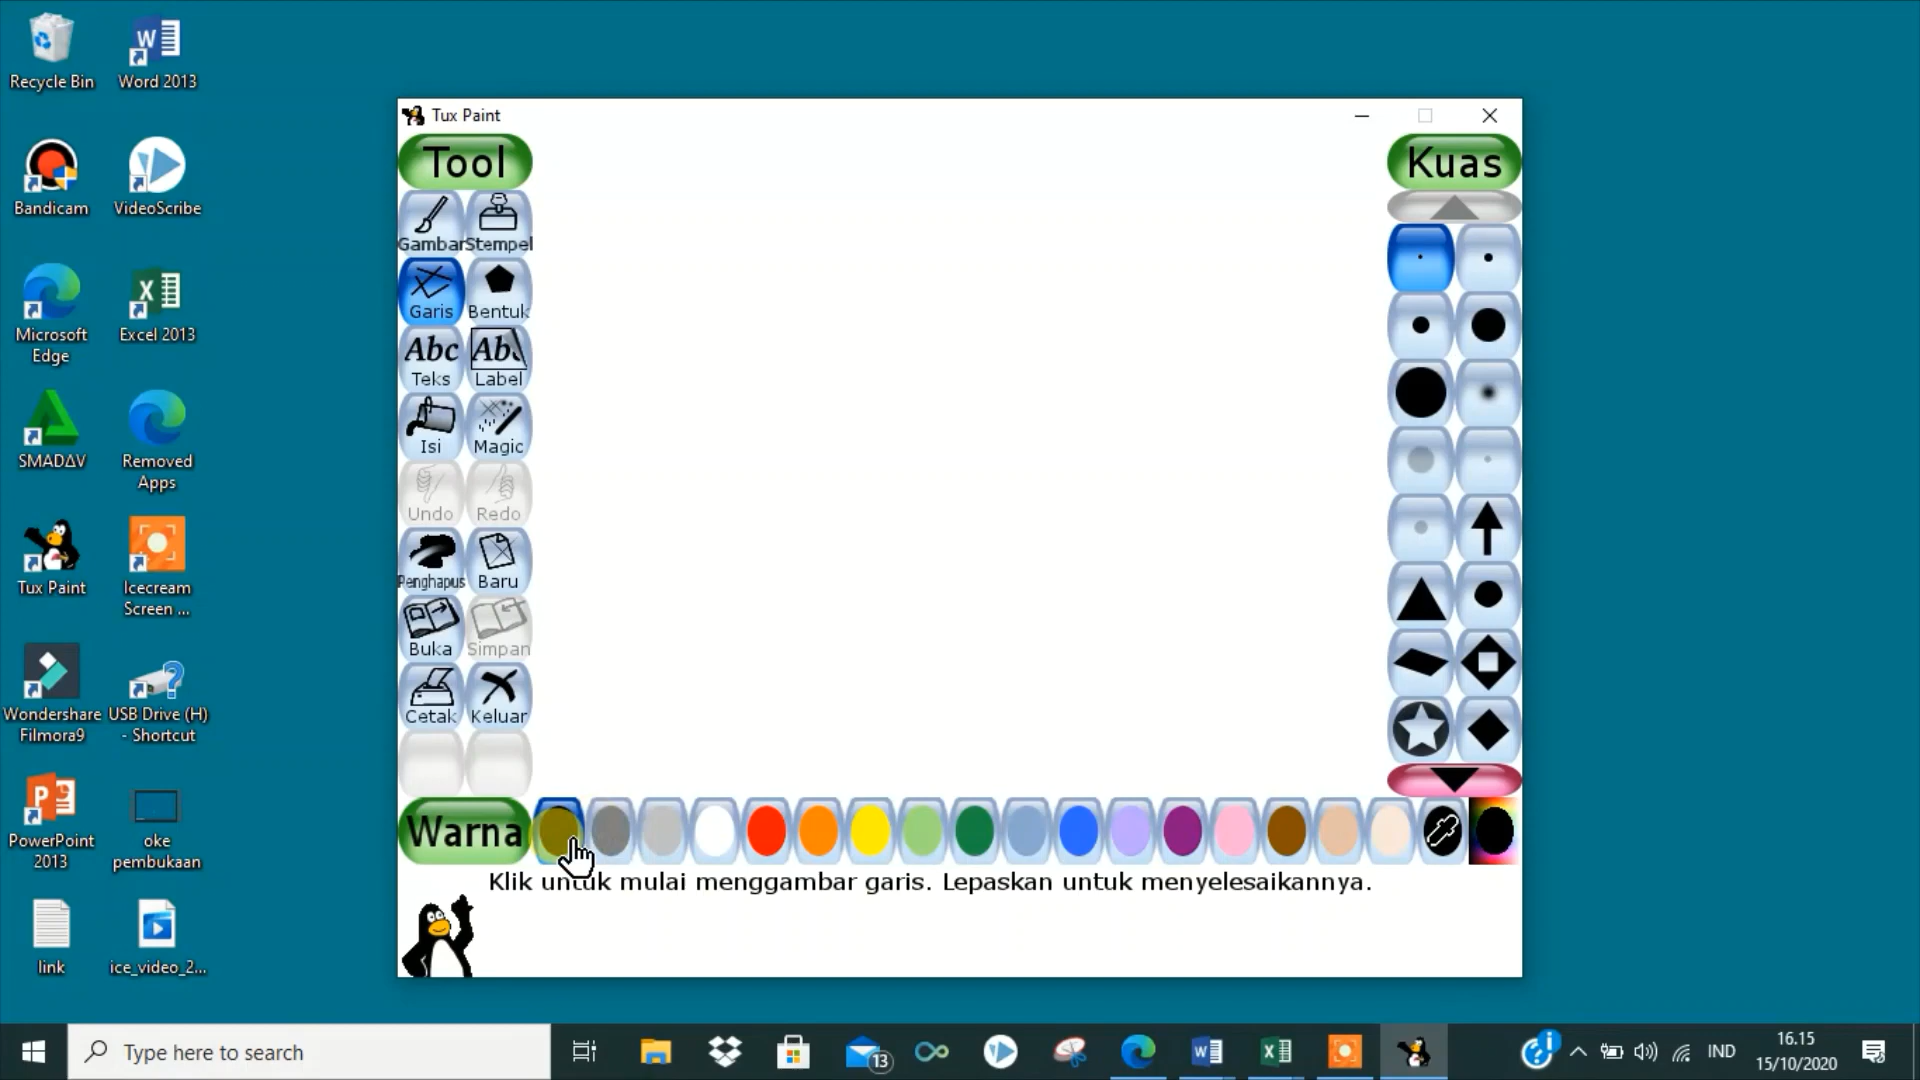 Recycle Bin
Word 2013
Bandicam
VideoScribe
Microsoft
Edge
Excel 2013
SMADΔV
Removed
Apps
Tux Paint
Icecream
Screen ...
Wondershare
Filmora9
USB Drive (H)
- Shortcut
PowerPoint
2013
oke
pembukaan
link
ice_video_2...
Tux Paint
Tool
Kuas
Gambar
Stempel
Garis
Bentuk
Abc
Teks
Abc
Label
Isi
Magic
Undo
Redo
Penghapus
Baru
Buka
Simpan
Cetak
Keluar
Warna
Klik untuk mulai menggambar garis. Lepaskan untuk menyelesaikannya.
Type here to search
13
IND
16.15
15/10/2020